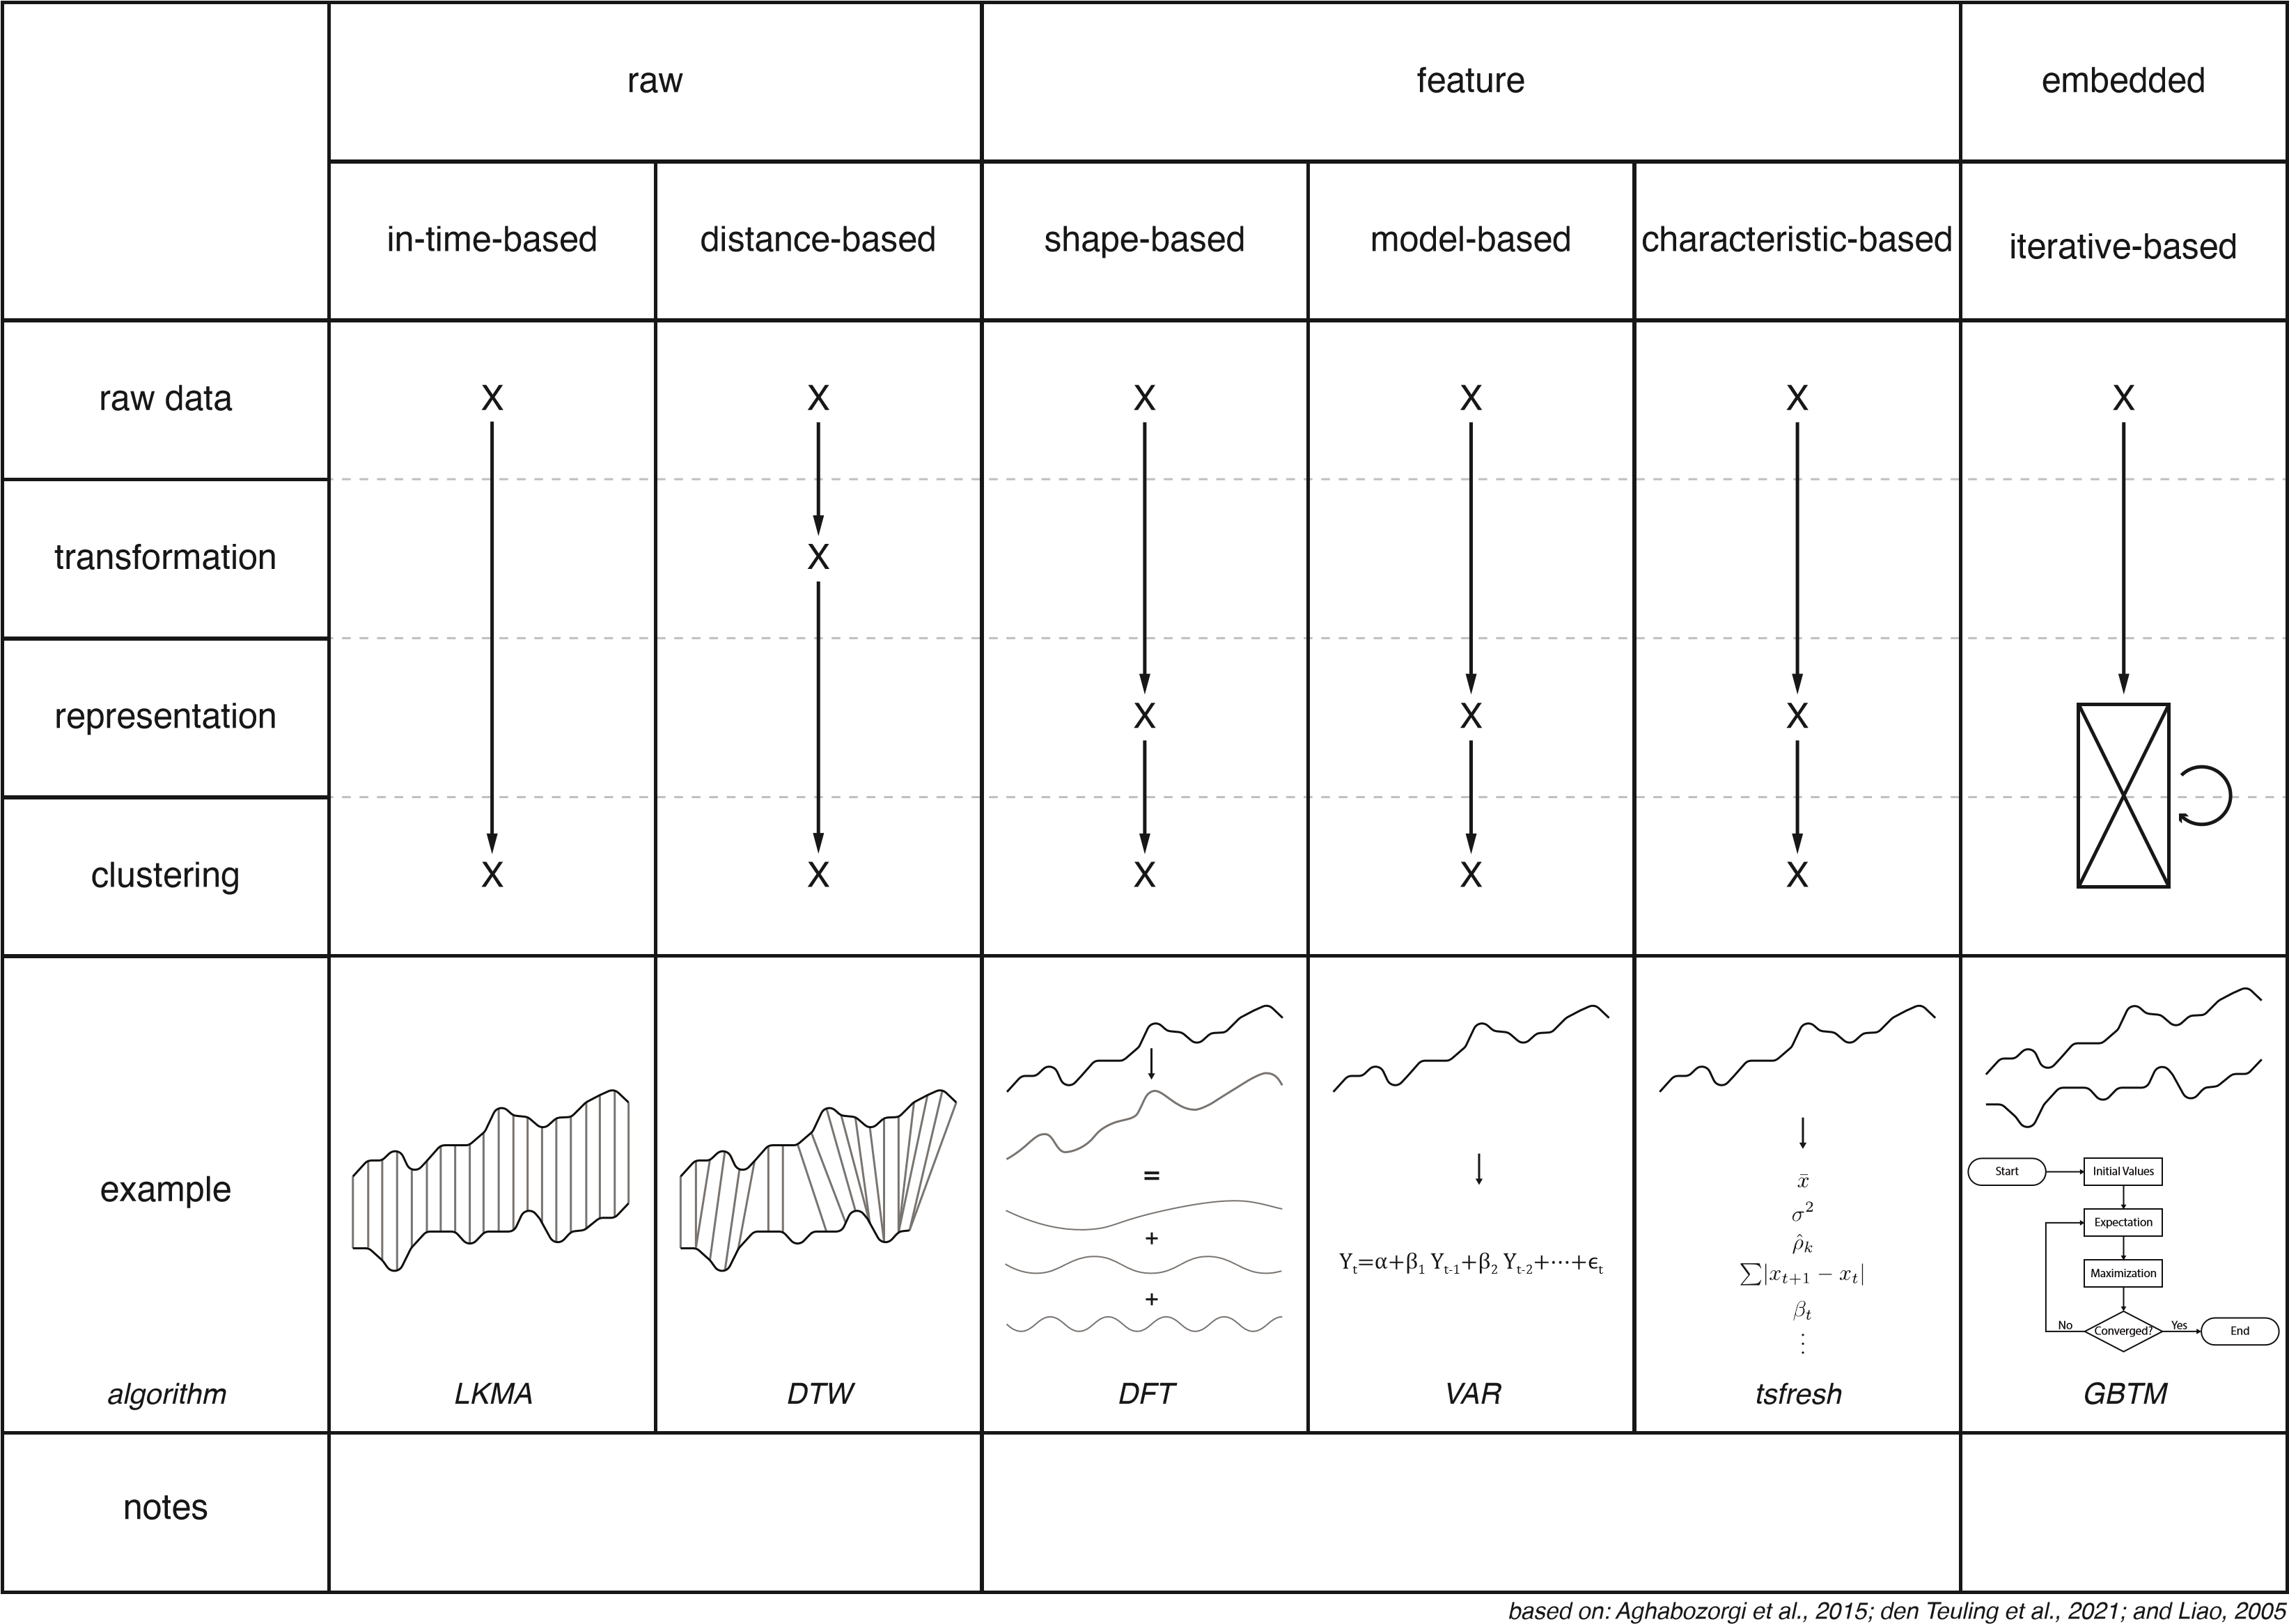 raw
feature
embedded
in-time-based
distance-based
shape-based
model-based
characteristic-based
iterative-based
raw data
X
X
X
X
X
X
transformation
X
representation
X
X
X
clustering
X
X
X
X
X
example
=
+
+
Yt=α+β1 Yt-1+β2 Yt-2+⋯+ϵt
x̄
σ²
ρ̂k
∑|xt+1 − xt|
βt
⋮
Start
Initial Values
Expectation
Maximization
No
Converged?
Yes
End
algorithm
LKMA
DTW
DFT
VAR
tsfresh
GBTM
notes
based on: Aghabozorgi et al., 2015; den Teuling et al., 2021; and Liao, 2005